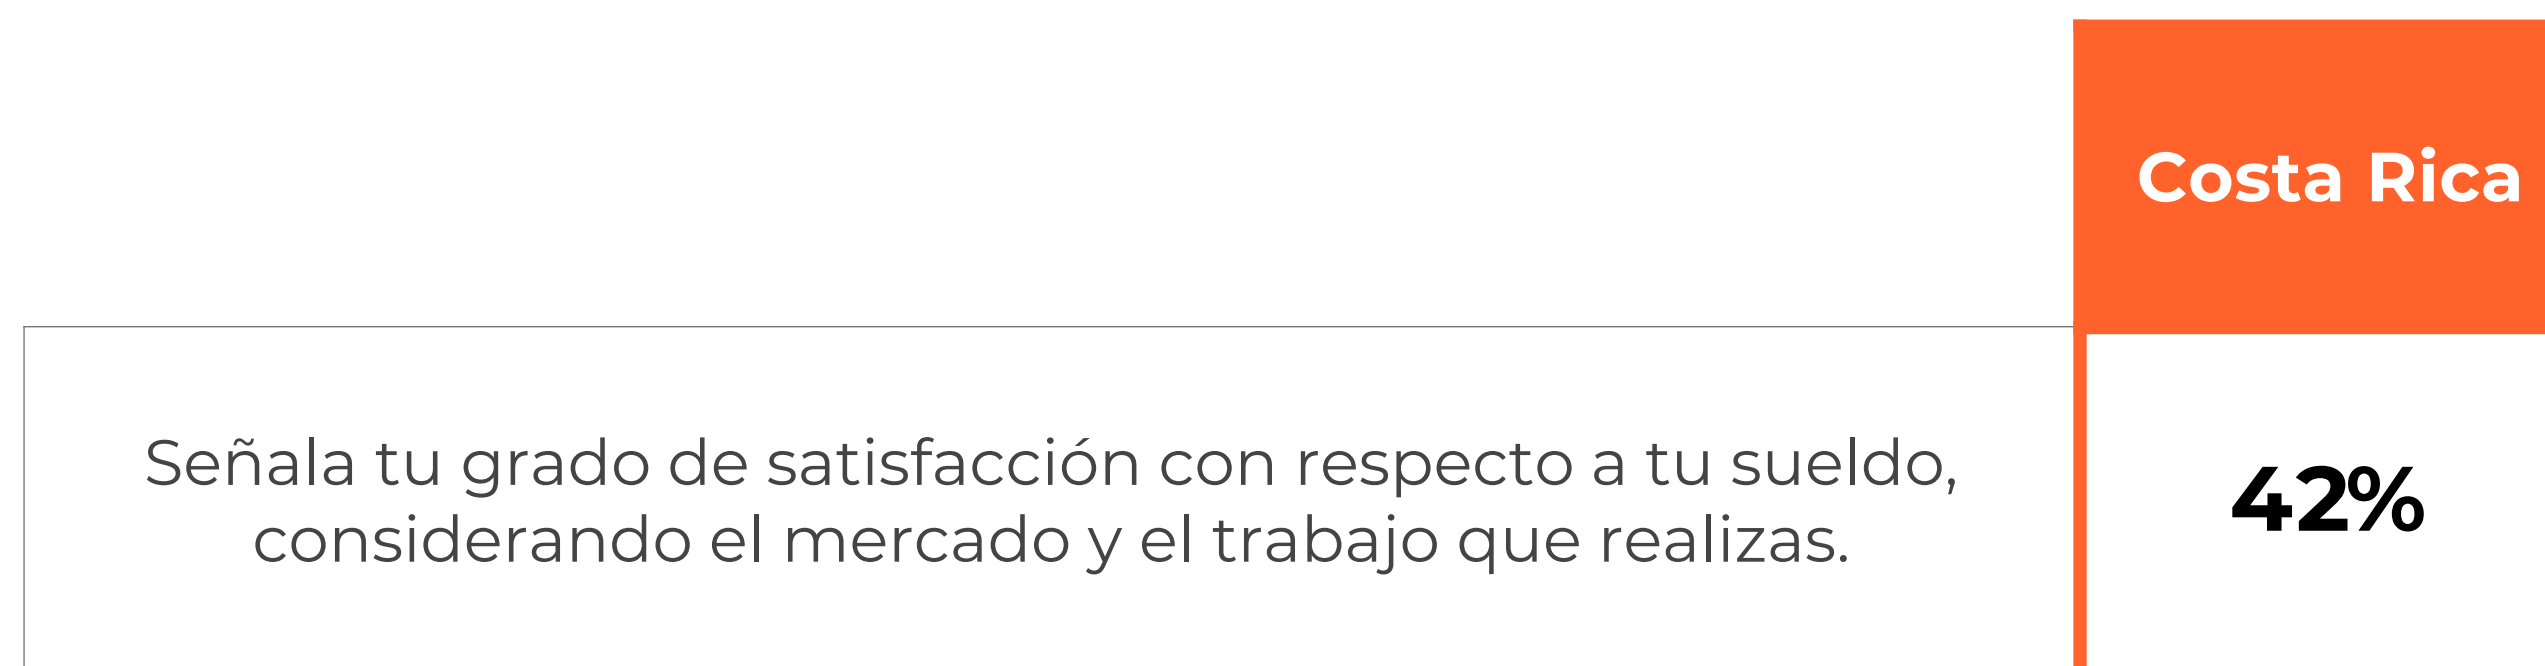 Costa Rica
Señala tu grado de satisfacción con respecto a tu sueldo,
considerando el mercado y el trabajo que realizas.
42%